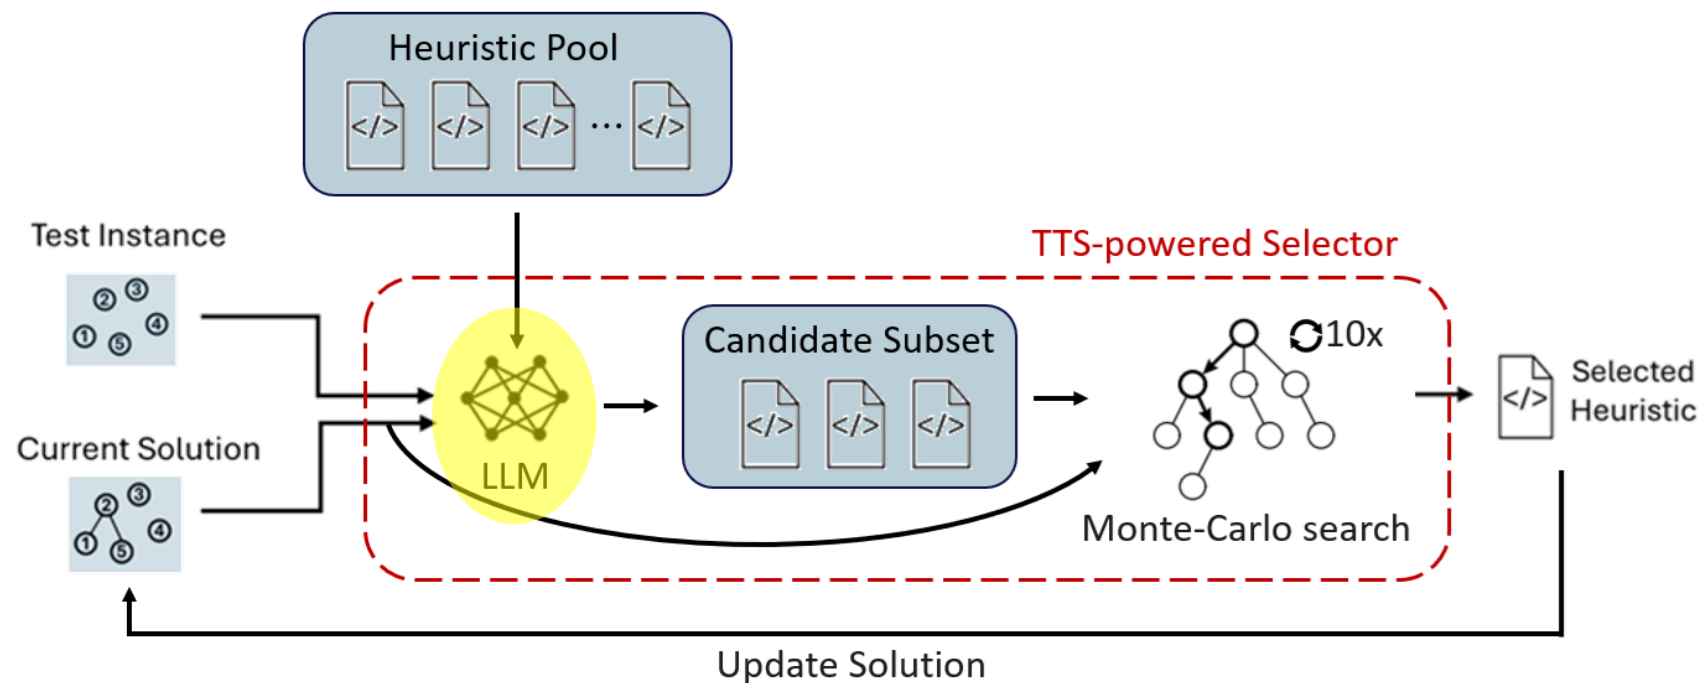 Heuristic Pool
</> </> </> ... </>
Test Instance
1 2 3 4 5
TTS-powered Selector
LLM
Candidate Subset
</> </> </>
10x
Monte-Carlo search
</>
Selected
Heuristic
Current Solution
1 2 3 4 5
Update Solution